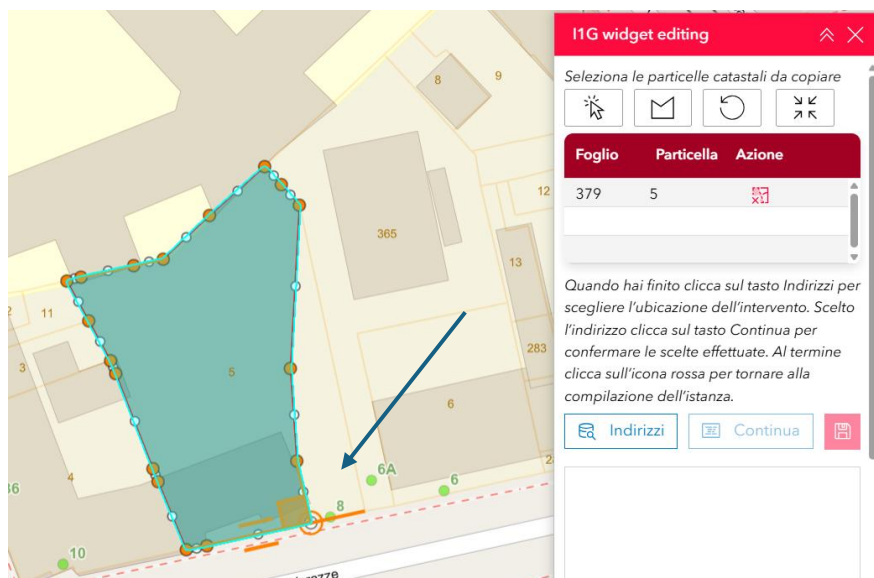 I1G widget editing
Seleziona le particelle catastali da copiare
Foglio Particella Azione
379 5
Quando hai finito clicca sul tasto Indirizzi per
scegliere l'ubicazione dell'intervento. Scelto
l'indirizzo clicca sul tasto Continua per
confermare le scelte effettuate. Al termine
clicca sull'icona rossa per tornare alla
compilazione dell'istanza.
Indirizzi Continua
8
9
12
365
13
11
3
283
5
6
4
6A
6
8
10